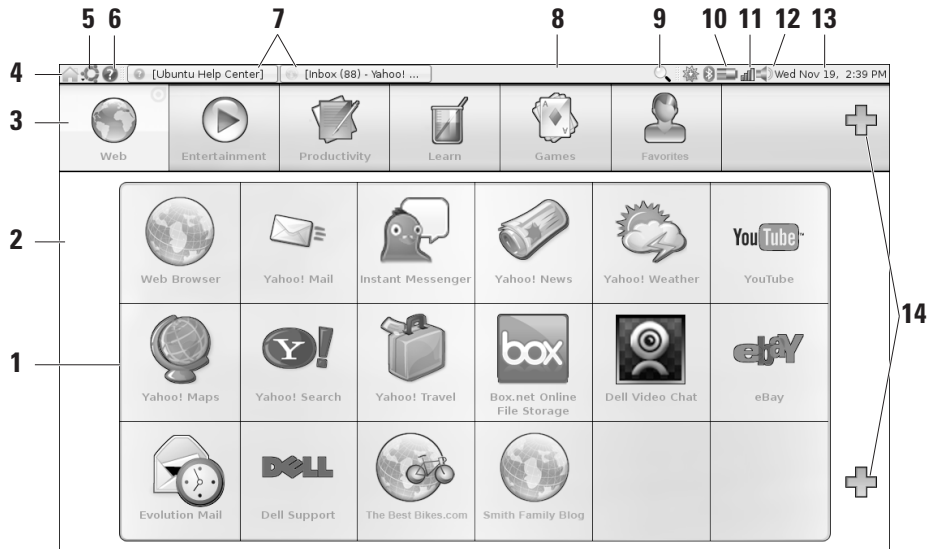 5 6 7 8 9 10 11 12 13
4 [Ubuntu Help Center] [Inbox (88) - Yahoo! ... Wed Nov 19, 2:39 PM
3
Web Entertainment Productivity Learn Games Favorites
2
You Tube
Web Browser Yahoo! Mail Instant Messenger Yahoo! News Yahoo! Weather YouTube
14
1
Y! box ebaY
Yahoo! Maps Yahoo! Search Yahoo! Travel Box.net Online File Storage Dell Video Chat eBay
DELL
Evolution Mail Dell Support The Best Bikes.com Smith Family Blog